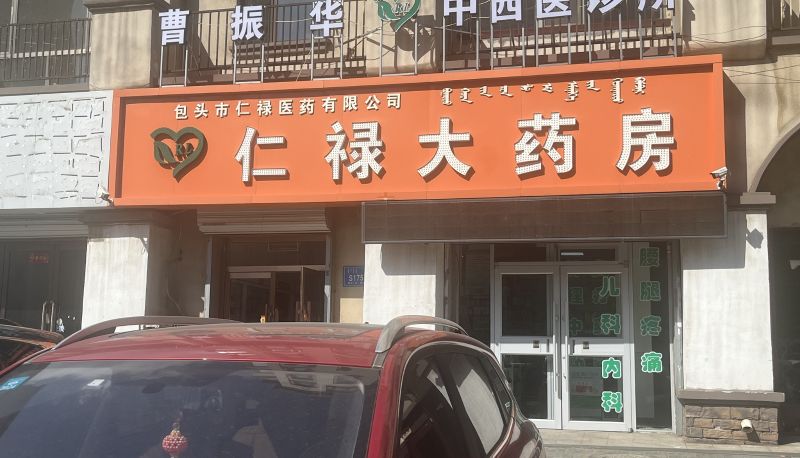 曹振华 中西医诊所
包头市仁禄医药有限公司
仁禄大药房
S175
儿科 内科
腰腿疼痛